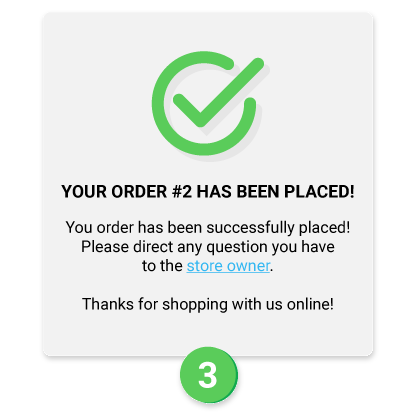 YOUR ORDER #2 HAS BEEN PLACED!
You order has been successfully placed!
Please direct any question you have
to the store owner.
Thanks for shopping with us online!
3